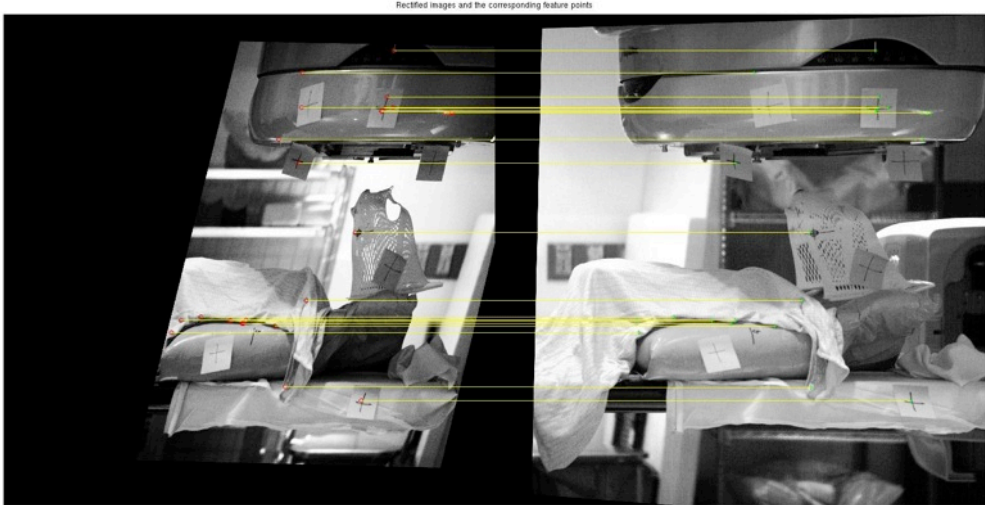 Rectified images and the corresponding feature points